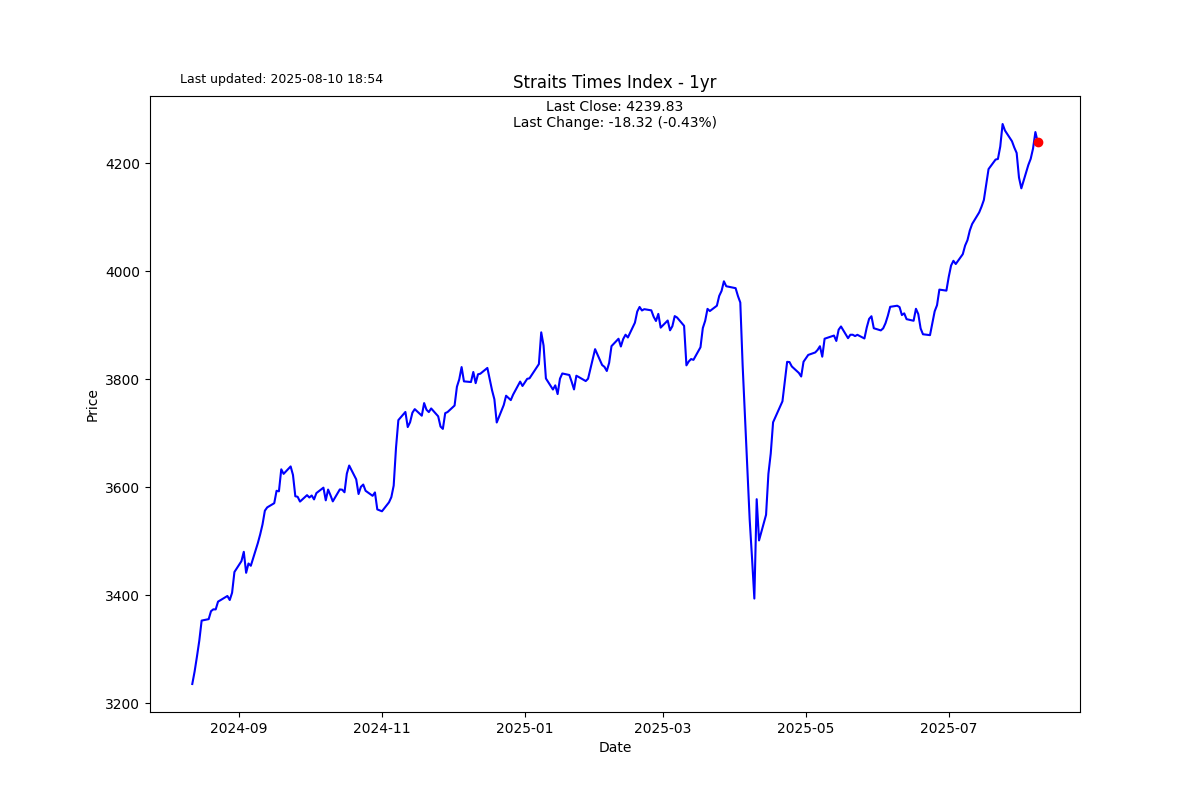 Last updated: 2025-08-10 18:54
Straits Times Index - 1yr
Last Close: 4239.83
Last Change: -18.32 (-0.43%)
4200
4000
3800
3600
3400
3200
Price
2024-09
2024-11
2025-01
2025-03
2025-05
2025-07
Date